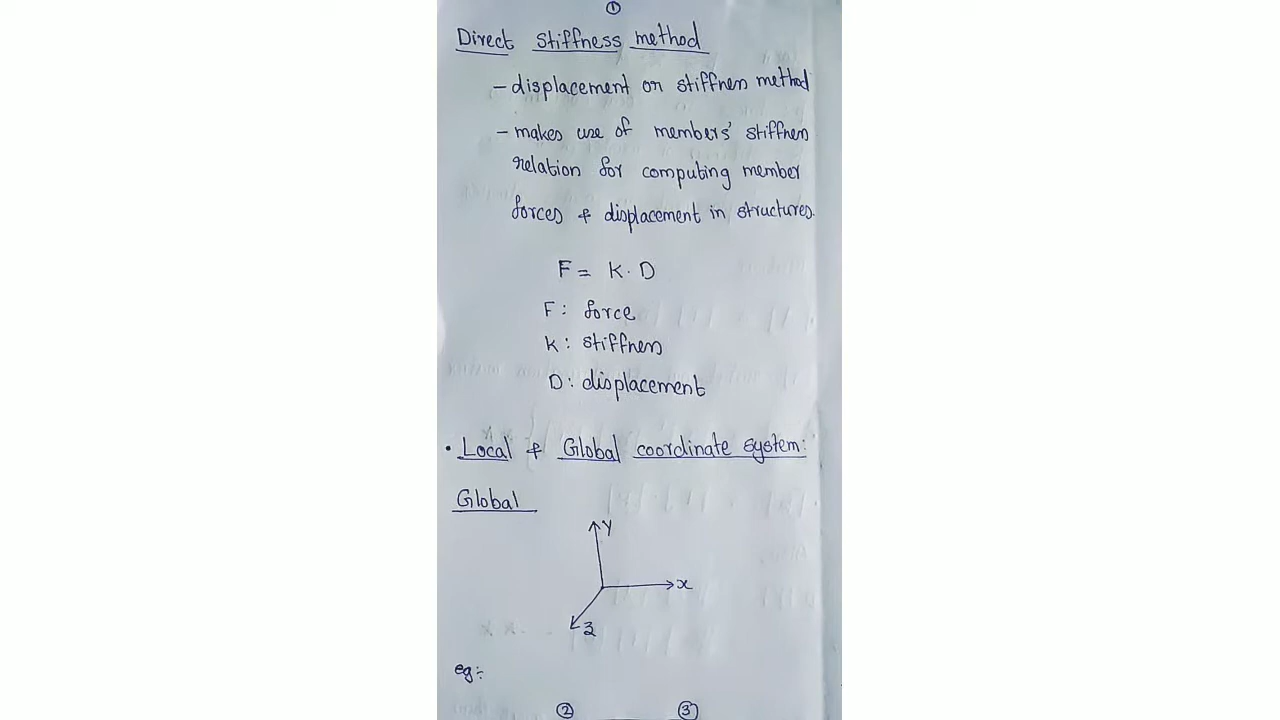 ①
Direct stiffness method
- displacement or stiffness method
- makes use of members' stiffness
relation for computing member
forces & displacement in structures.
F = K · D
F : force
K : stiffness
D : displacement
• Local & Global coordinate system:
Global
Y
x
z
eg:-
② ③